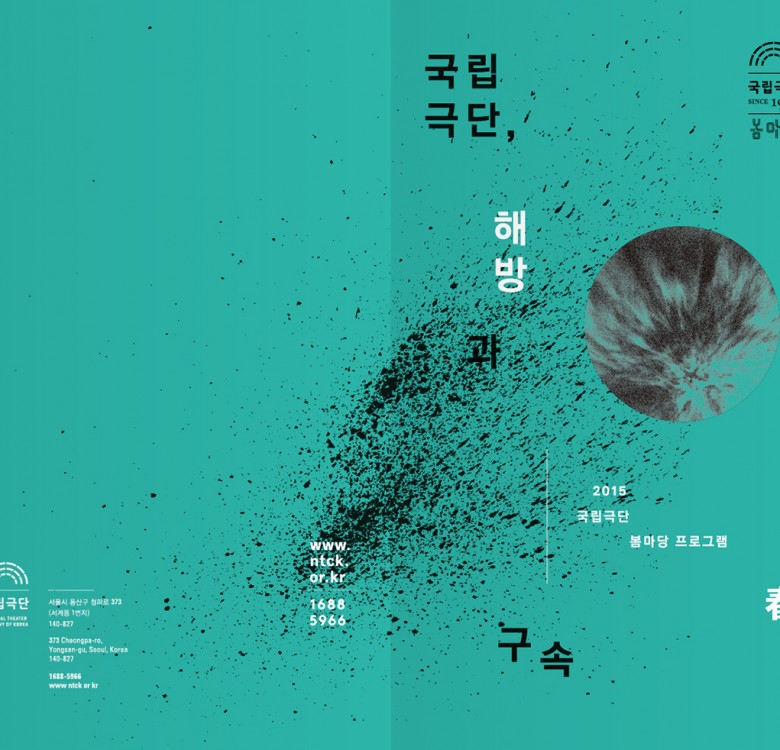 국립
극단,
해
방
과
구
속
2015
국립극단
봄마당 프로그램
국립
SINCE
www.
ntck.
or.kr
1688
5966
극단
서울시 용산구 청파로 373
(서계동 1번지)
140-827
373 Cheongpa-ro,
Yongsan-gu, Seoul, Korea
140-827
1688-5966
www ntck or kr